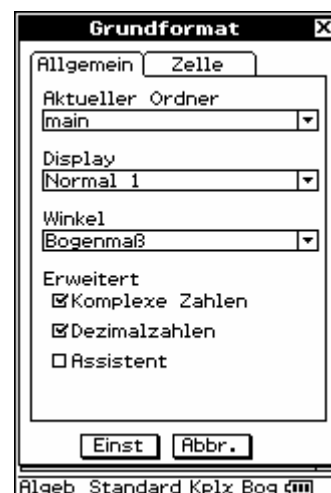 Grundformat
Allgemein Zelle
Aktueller Ordner
main
Display
Normal 1
Winkel
Bogenmaß
Erweitert
Komplexe Zahlen
Dezimalzahlen
Assistent
Einst Abbr.
Algeb Standard Kplx Bog